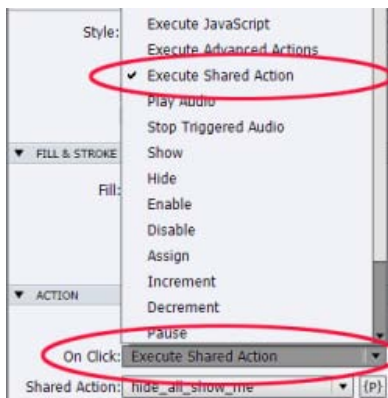 Style:
Execute JavaScript
Execute Advanced Actions
✔ Execute Shared Action
Play Audio
Stop Triggered Audio
▼ FILL & STROKE
Show
Hide
Fill:
Enable
Disable
Assign
Increment
▼ ACTION
Decrement
Pause
On Click: Execute Shared Action
Shared Action: hide_all_show_me {P}